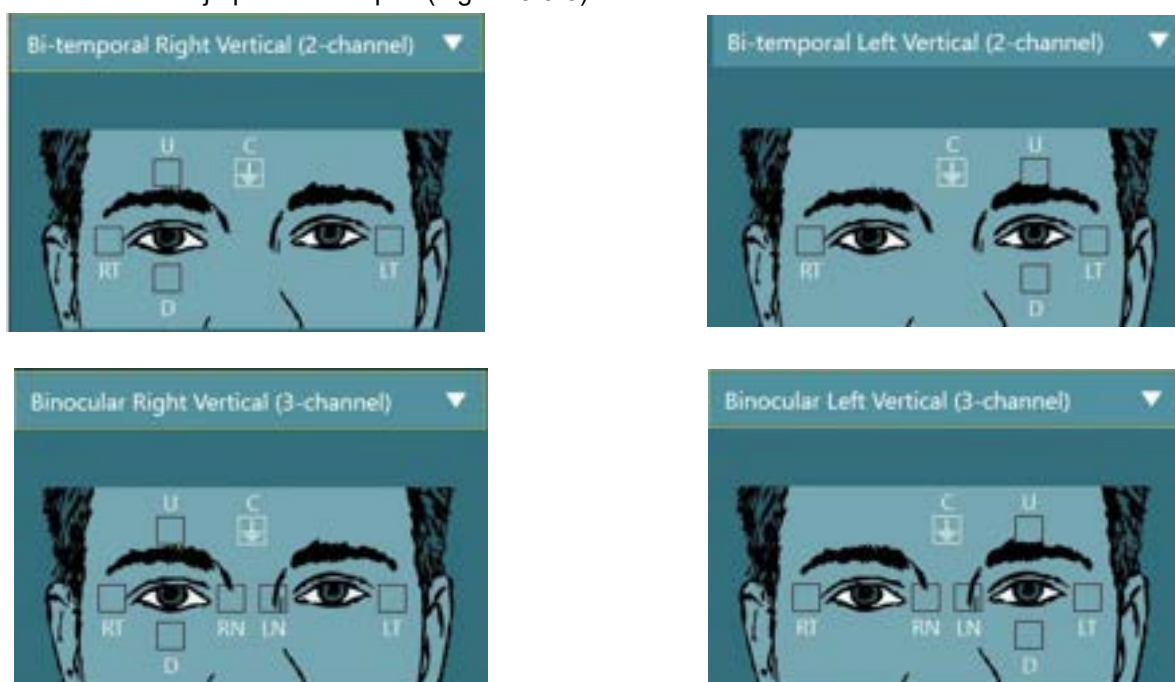 Bi-temporal Right Vertical (2-channel)
Bi-temporal Left Vertical (2-channel)
U C
C U
RT LT
RT LT
D
D
Binocular Right Vertical (3-channel)
Binocular Left Vertical (3-channel)
U C
C U
RT RN LN LT
RT RN LN LT
D
D